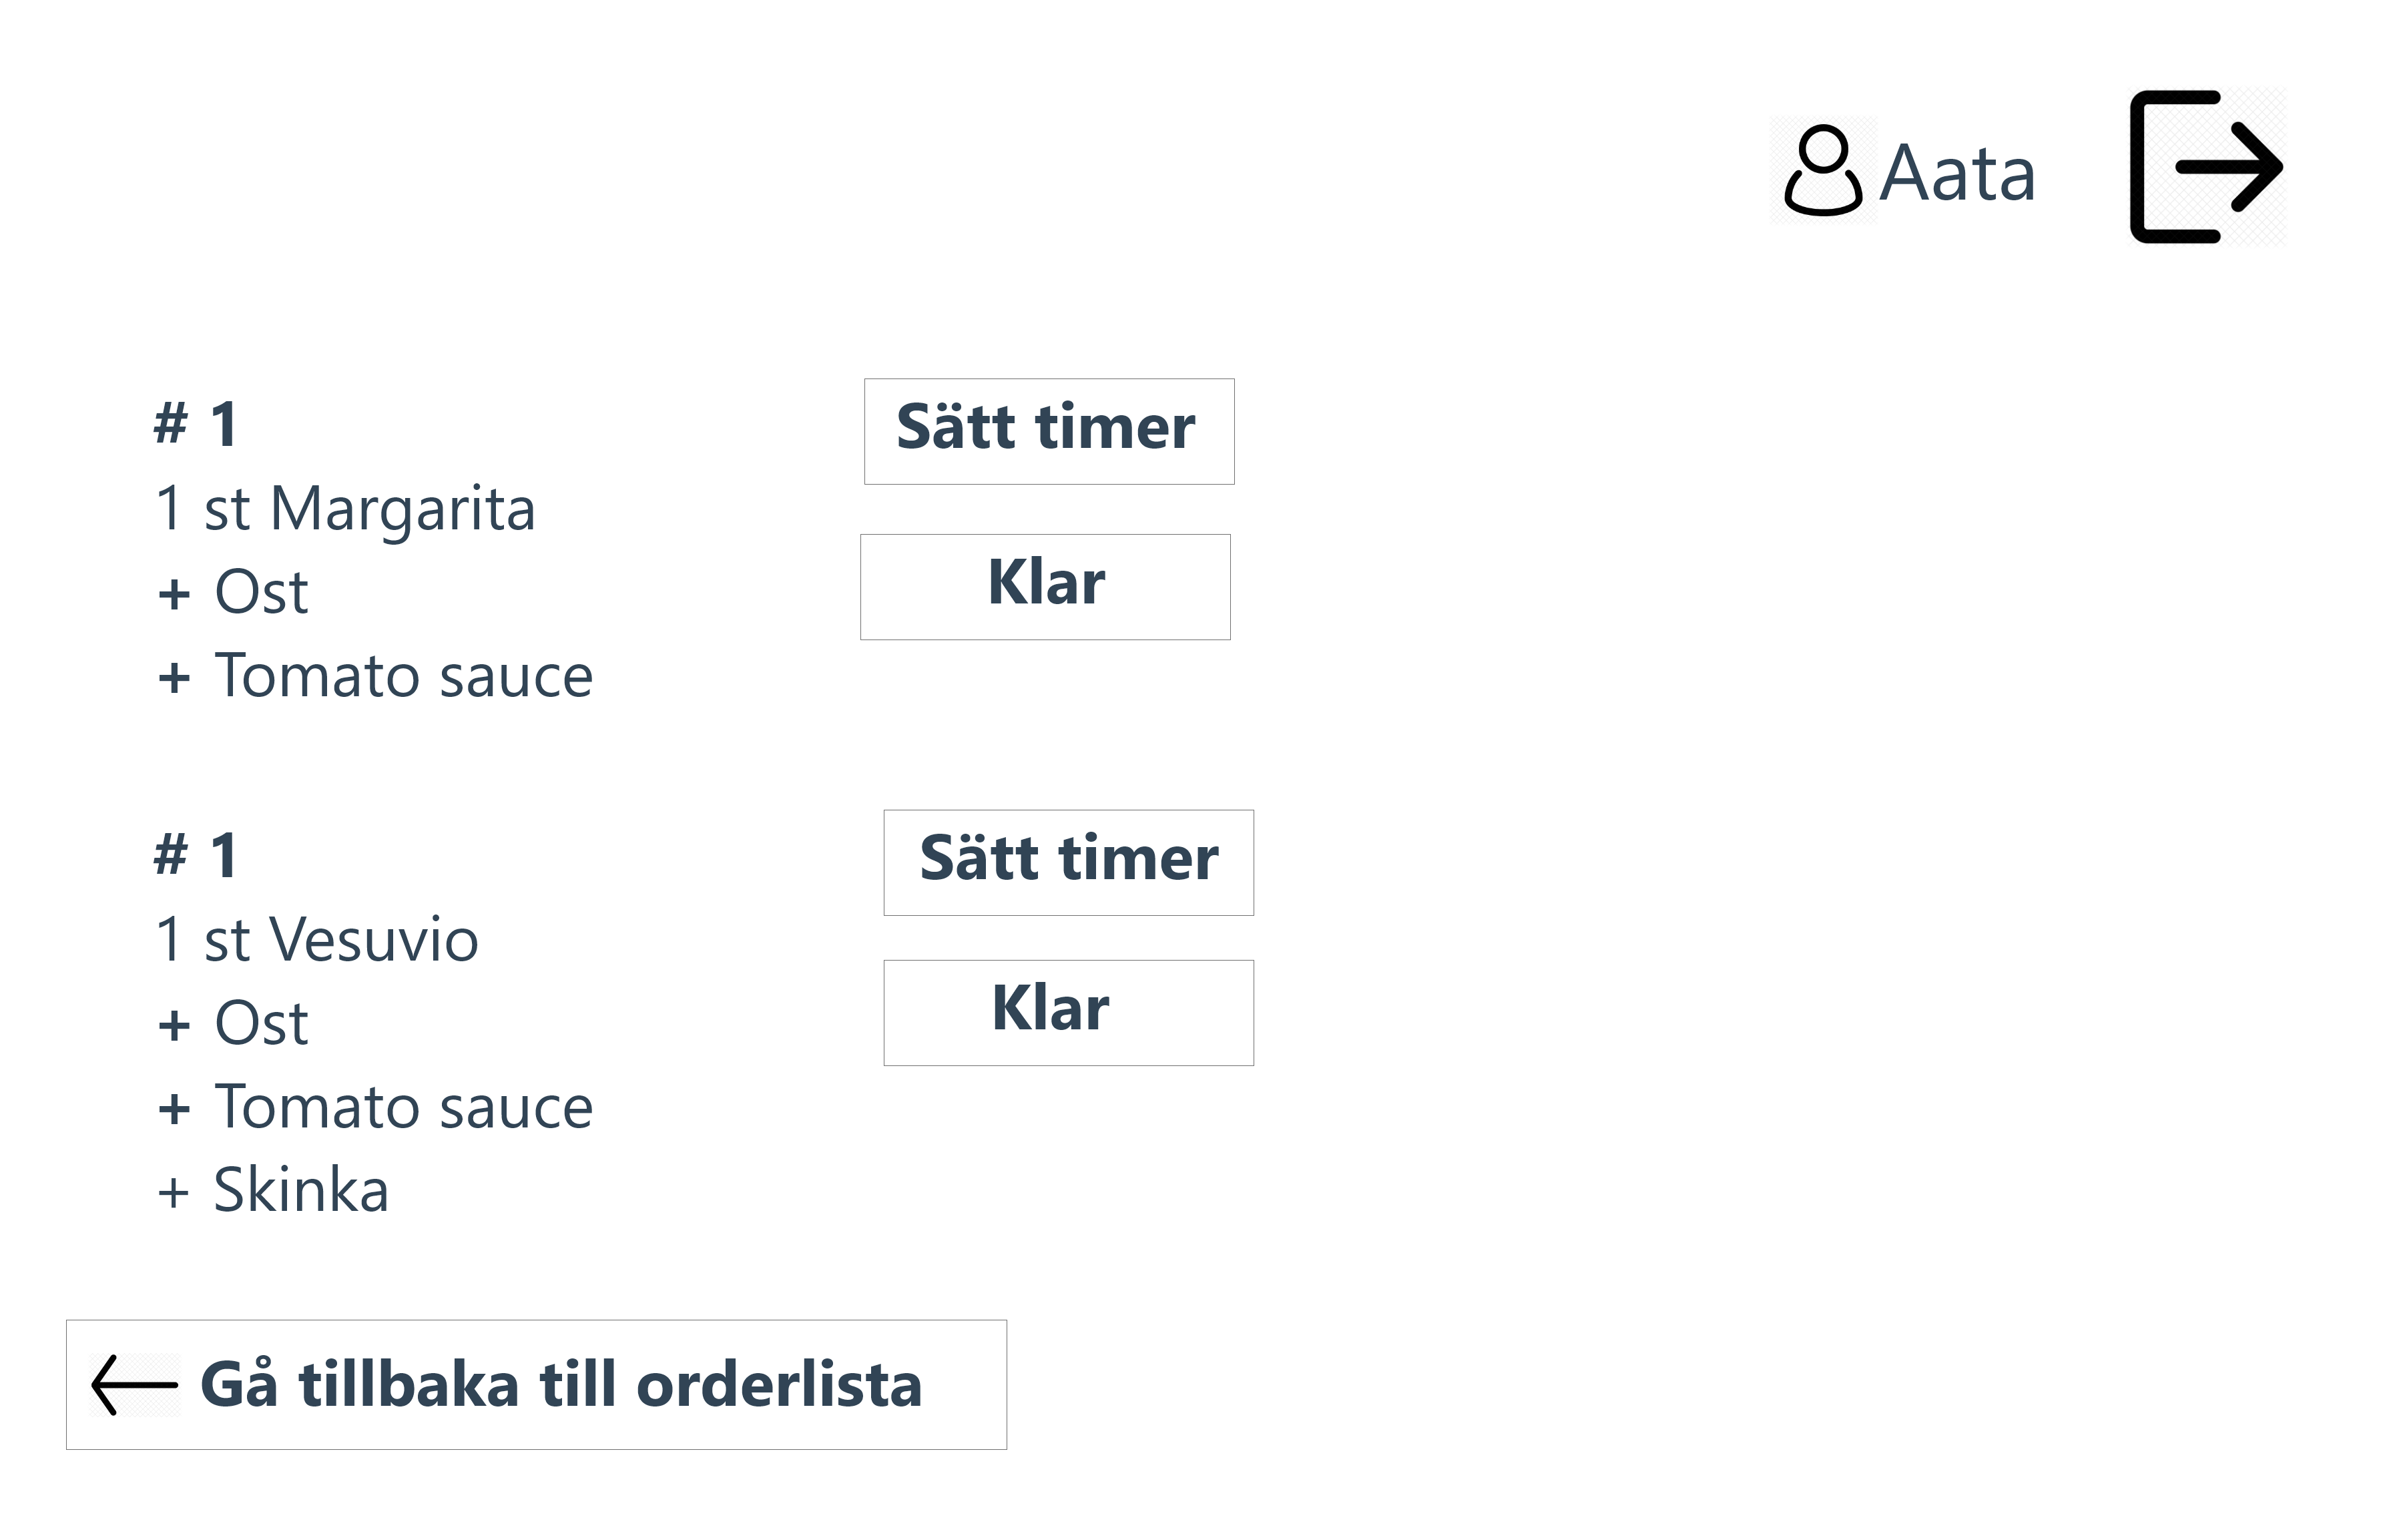 Aata
# 1
Sätt timer
1 st Margarita
Klar
+ Ost
+ Tomato sauce
# 1
Sätt timer
1 st Vesuvio
Klar
+ Ost
+ Tomato sauce
+ Skinka
Gå tillbaka till orderlista